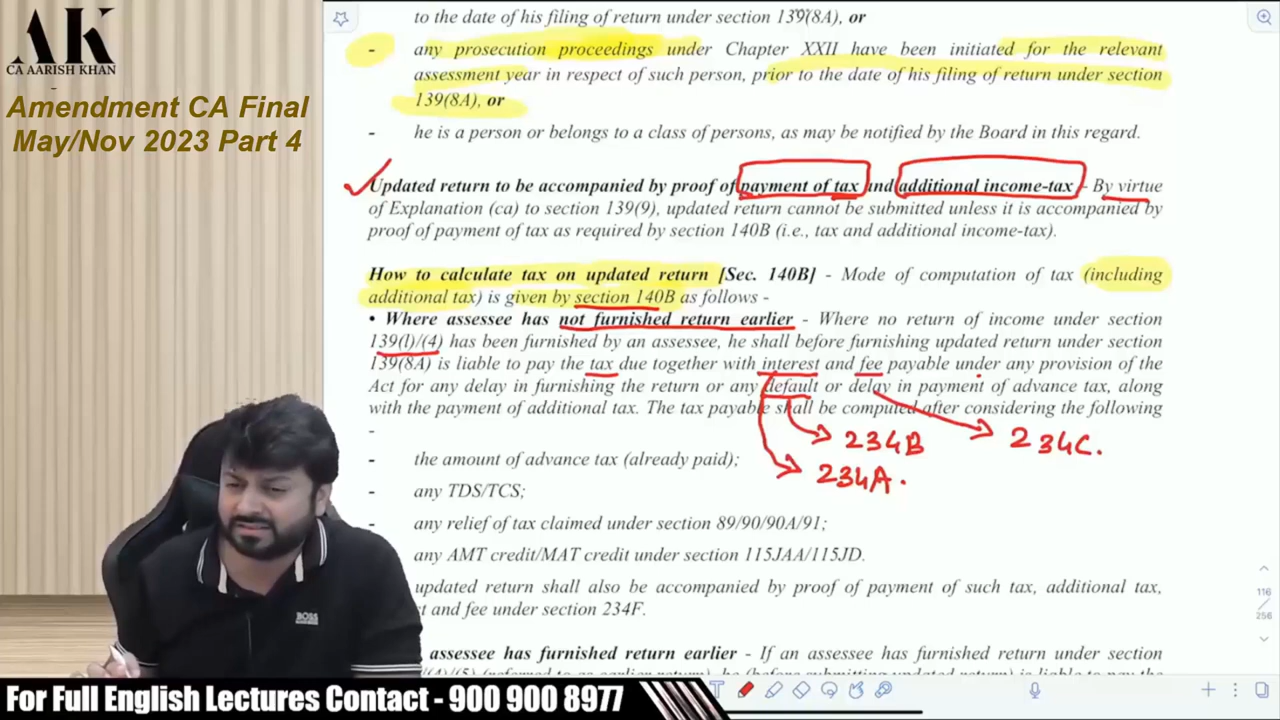 AK
CA AARISH KHAN
Amendment CA Final
May/Nov 2023 Part 4
to the date of his filing of return under section 139(8A), or
- any prosecution proceedings under Chapter XXII have been initiated for the relevant
assessment year in respect of such person, prior to the date of his filing of return under section
139(8A), or
- he is a person or belongs to a class of persons, as may be notified by the Board in this regard.
Updated return to be accompanied by proof of payment of tax and additional income-tax - By virtue
of Explanation (ca) to section 139(9), updated return cannot be submitted unless it is accompanied by
proof of payment of tax as required by section 140B (i.e., tax and additional income-tax).
How to calculate tax on updated return [Sec. 140B] - Mode of computation of tax (including
additional tax) is given by section 140B as follows -
• Where assessee has not furnished return earlier - Where no return of income under section
139(l)/(4) has been furnished by an assessee, he shall before furnishing updated return under section
139(8A) is liable to pay the tax due together with interest and fee payable under any provision of the
Act for any delay in furnishing the return or any default or delay in payment of advance tax, along
with the payment of additional tax. The tax payable shall be computed after considering the following
-
234B
234C.
the amount of advance tax (already paid);
234A.
- any TDS/TCS;
- any relief of tax claimed under section 89/90/90A/91;
- any AMT credit/MAT credit under section 115JAA/115JD.
updated return shall also be accompanied by proof of payment of such tax, additional tax,
st and fee under section 234F.
assessee has furnished return earlier - If an assessee has furnished return under section
116
256
BOSS
For Full English Lectures Contact - 900 900 8977